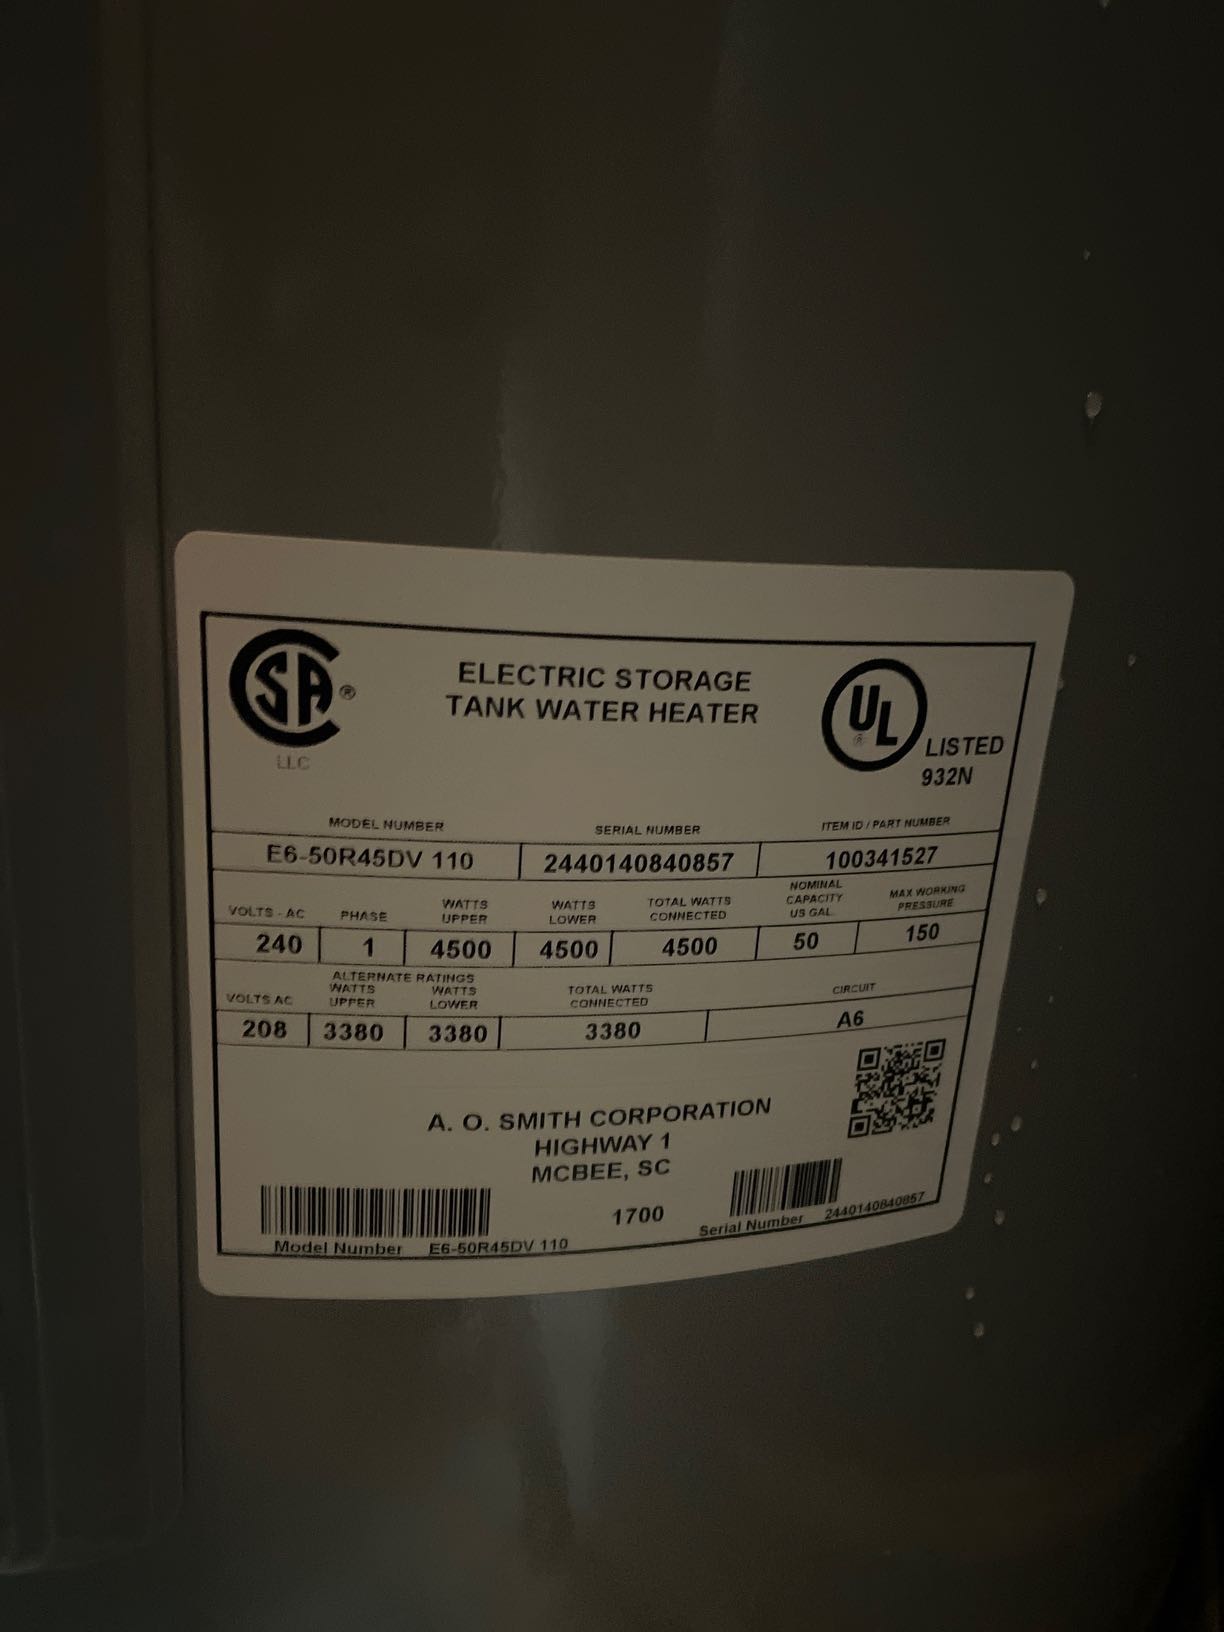 CSA®
LLC
ELECTRIC STORAGE
TANK WATER HEATER
UL ®
LISTED
932N
MODEL NUMBER SERIAL NUMBER ITEM ID / PART NUMBER
E6-50R45DV 110 2440140840857 100341527
VOLTS - AC PHASE WATTS UPPER WATTS LOWER TOTAL WATTS CONNECTED NOMINAL CAPACITY US GAL MAX WORKING PRESSURE
240 1 4500 4500 4500 50 150
ALTERNATE RATINGS
VOLTS AC WATTS UPPER WATTS LOWER TOTAL WATTS CONNECTED CIRCUIT
208 3380 3380 3380 A6
A. O. SMITH CORPORATION
HIGHWAY 1
MCBEE, SC
1700
Model Number E6-50R45DV 110
Serial Number 2440140840857